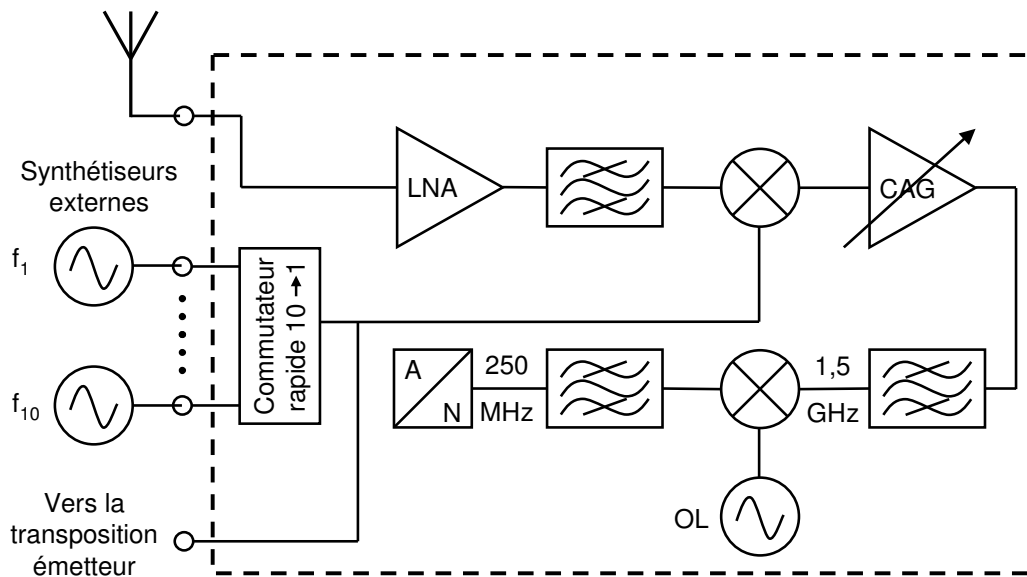 LNA
CAG
Synthétiseurs
externes
f1
f10
Commutateur
rapide 10 → 1
A
N
250
MHz
1,5
GHz
OL
Vers la
transposition
émetteur